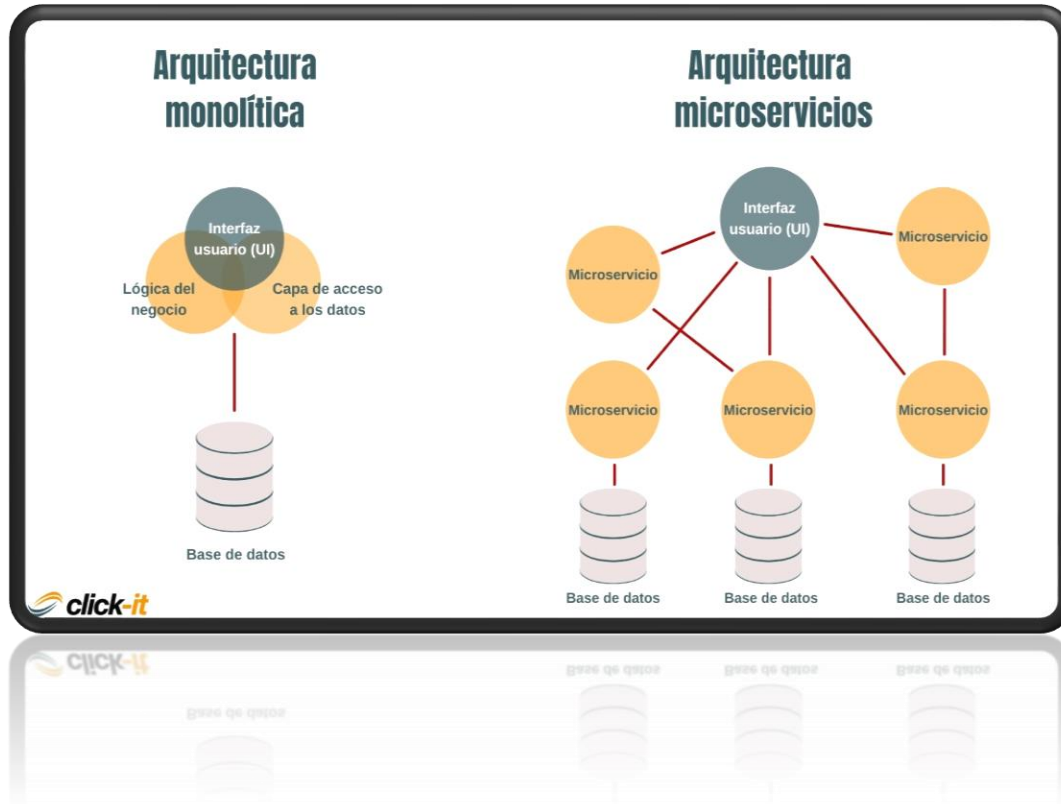 Arquitectura
monolítica
Interfaz
usuario (UI)
Lógica del
negocio
Capa de acceso
a los datos
Base de datos
Arquitectura
microservicios
Interfaz
usuario (UI)
Microservicio
Microservicio
Microservicio
Microservicio
Microservicio
Base de datos
Base de datos
Base de datos
click-it